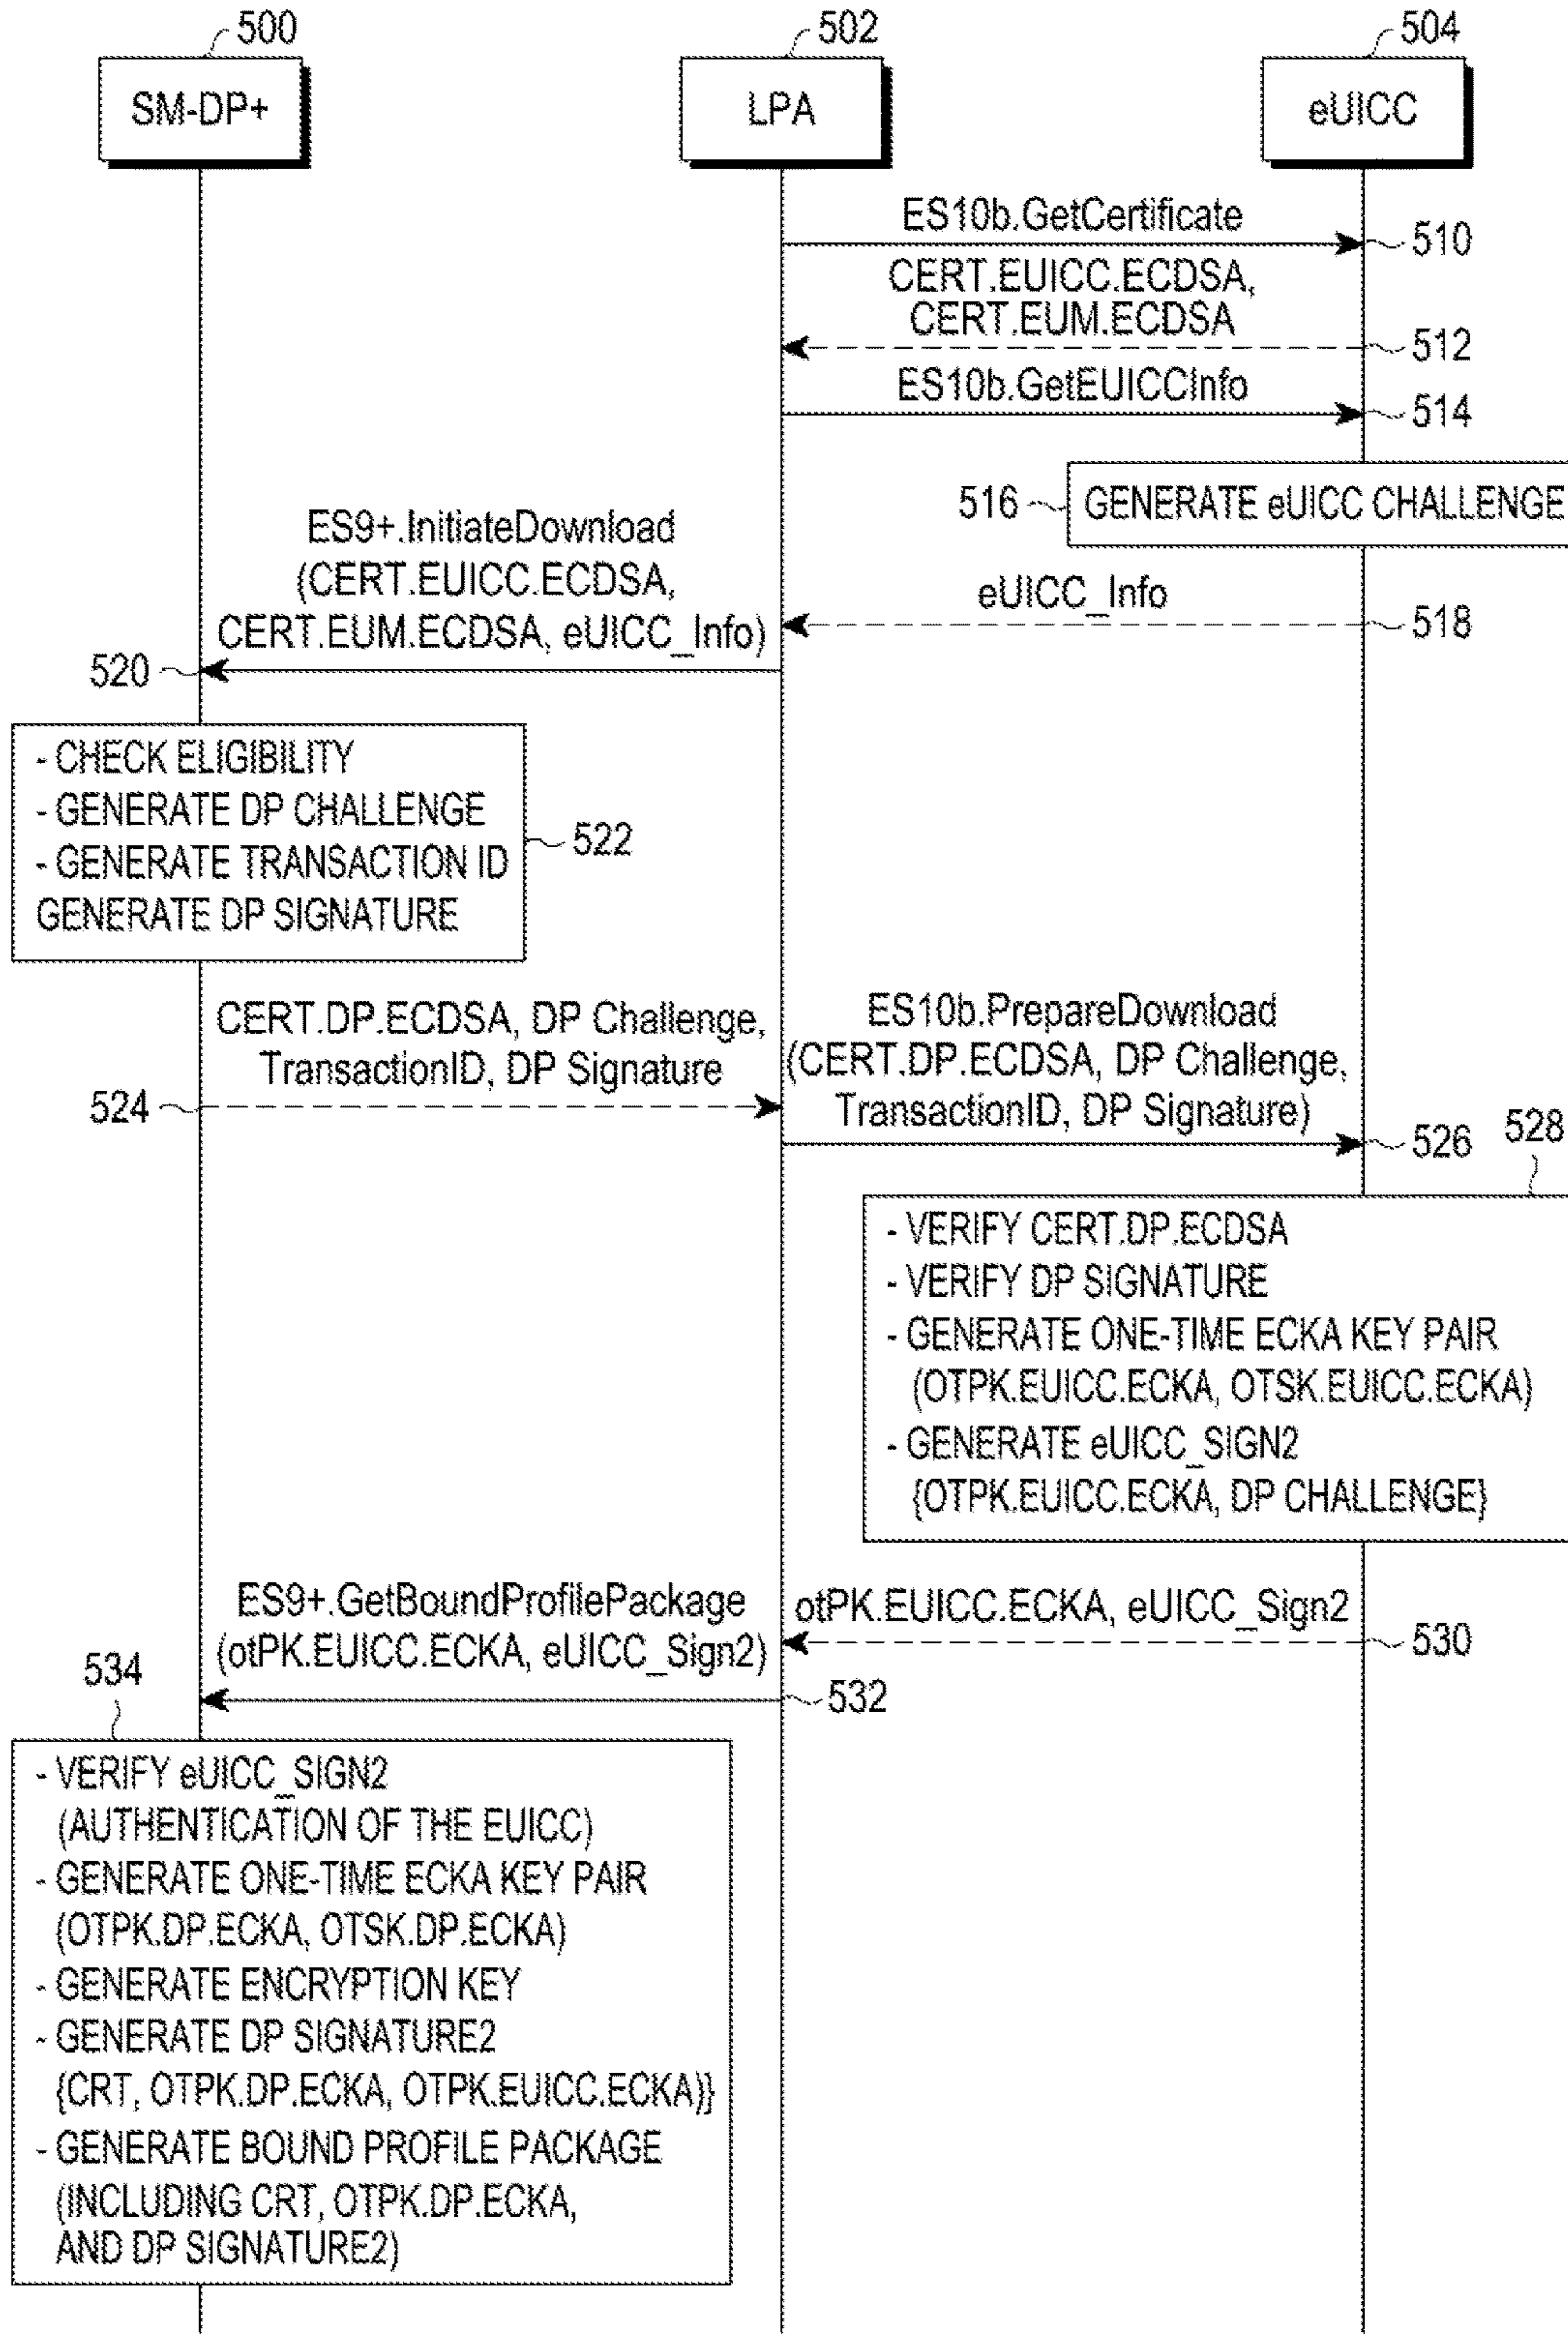 500
502
504
SM-DP+
LPA
eUICC
ES10b.GetCertificate
510
CERT.EUICC.ECDSA,
CERT.EUM.ECDSA
512
ES10b.GetEUICCInfo
514
516
GENERATE eUICC CHALLENGE
eUICC_Info
518
ES9+.InitiateDownload
(CERT.EUICC.ECDSA,
CERT.EUM.ECDSA, eUICC_Info)
520
- CHECK ELIGIBILITY
- GENERATE DP CHALLENGE
- GENERATE TRANSACTION ID
GENERATE DP SIGNATURE
522
CERT.DP.ECDSA, DP Challenge,
TransactionID, DP Signature
524
ES10b.PrepareDownload
(CERT.DP.ECDSA, DP Challenge,
TransactionID, DP Signature)
526
528
- VERIFY CERT.DP.ECDSA
- VERIFY DP SIGNATURE
- GENERATE ONE-TIME ECKA KEY PAIR
(OTPK.EUICC.ECKA, OTSK.EUICC.ECKA)
- GENERATE eUICC_SIGN2
{OTPK.EUICC.ECKA, DP CHALLENGE}
otPK.EUICC.ECKA, eUICC_Sign2
530
ES9+.GetBoundProfilePackage
(otPK.EUICC.ECKA, eUICC_Sign2)
532
534
- VERIFY eUICC_SIGN2
(AUTHENTICATION OF THE EUICC)
- GENERATE ONE-TIME ECKA KEY PAIR
(OTPK.DP.ECKA, OTSK.DP.ECKA)
- GENERATE ENCRYPTION KEY
- GENERATE DP SIGNATURE2
{CRT, OTPK.DP.ECKA, OTPK.EUICC.ECKA)}
- GENERATE BOUND PROFILE PACKAGE
(INCLUDING CRT, OTPK.DP.ECKA,
AND DP SIGNATURE2)